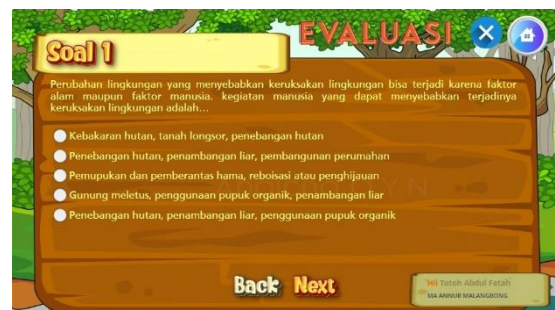 EVALUASI
Soal 1
Perubahan lingkungan yang menyebabkan keruksakan lingkungan bisa terjadi karena faktor
alam maupun faktor manusia. kegiatan manusia yang dapat menyebabkan terjadinya
keruksakan lingkungan adalah...
Kebakaran hutan, tanah longsor, penebangan hutan
Penebangan hutan, penambangan liar, pembangunan perumahan
Pemupukan dan pemberantas hama, reboisasi atau penghijauan
Gunung meletus, penggunaan pupuk organik, penambangan liar
Penebangan hutan, penambangan liar, penggunaan pupuk organik
Back Next
Hi! Totoh Abdul Fatah
MA ANNUR MALANGBONG